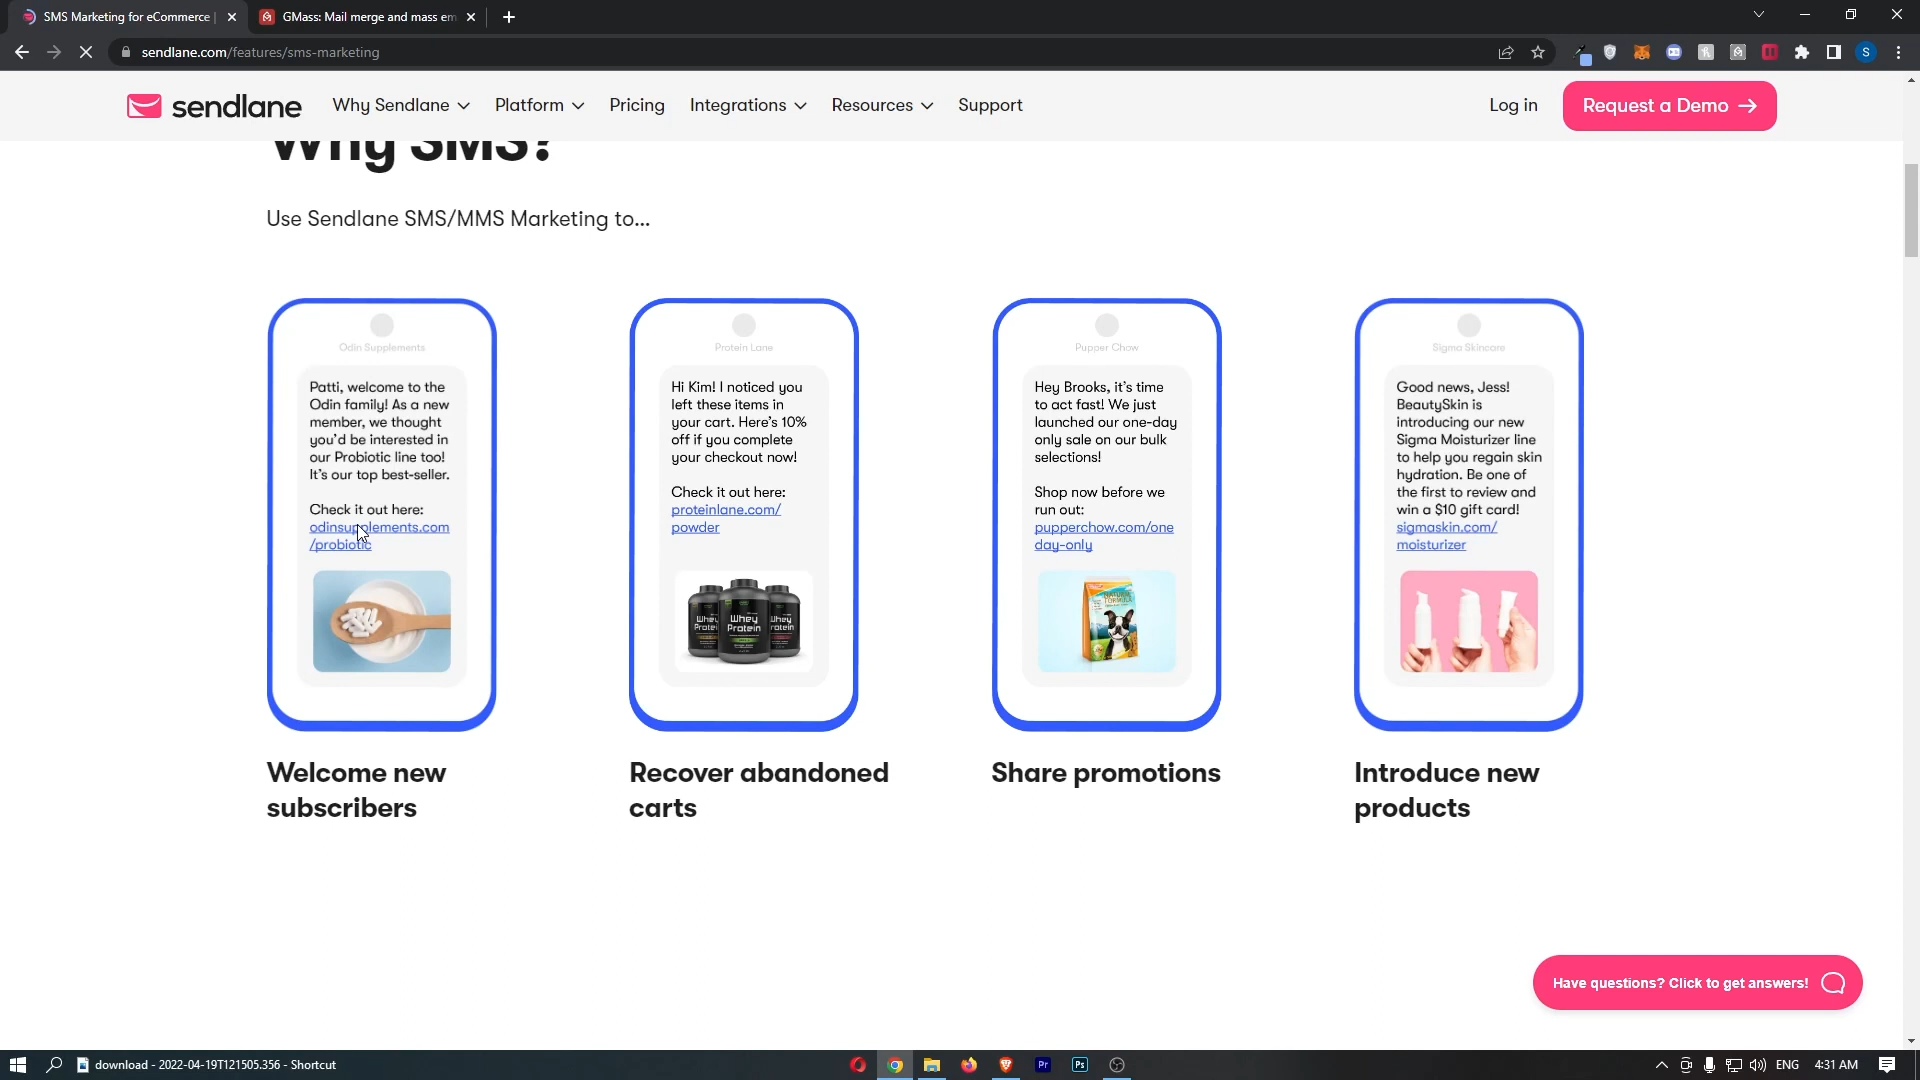 SMS Marketing for eCommerce |
GMass: Mail merge and mass em
sendlane.com/features/sms-marketing
S
sendlane
Why Sendlane
Platform
Pricing
Integrations
Resources
Support
Log in
Request a Demo
Why SMS?
Use Sendlane SMS/MMS Marketing to...
Odin Supplements
Patti, welcome to the
Odin family! As a new
member, we thought
you'd be interested in
our Probiotic line too!
It's our top best-seller.
Check it out here:
odinsupplements.com
/probiotic
Welcome new
subscribers
Protein Lane
Hi Kim! I noticed you
left these items in
your cart. Here's 10%
off if you complete
your checkout now!
Check it out here:
proteinlane.com/
powder
Whey
Protein
Recover abandoned
carts
Pupper Chow
Hey Brooks, it's time
to act fast! We just
launched our one-day
only sale on our bulk
selections!
Shop now before we
run out:
pupperchow.com/one
day-only
NATURAL
FORMULA
Share promotions
Sigma Skincare
Good news, Jess!
BeautySkin is
introducing our new
Sigma Moisturizer line
to help you regain skin
hydration. Be one of
the first to review and
win a $10 gift card!
sigmaskin.com/
moisturizer
Introduce new
products
Have questions? Click to get answers!
download - 2022-04-19T121505.356 - Shortcut
Pr
Ps
ENG
4:31 AM